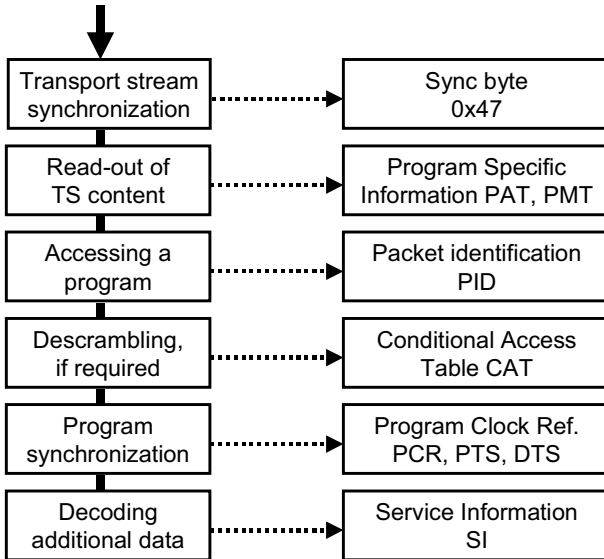 Transport stream
synchronization
Sync byte
0x47
Read-out of
TS content
Program Specific
Information PAT, PMT
Accessing a
program
Packet identification
PID
Descrambling,
if required
Conditional Access
Table CAT
Program
synchronization
Program Clock Ref.
PCR, PTS, DTS
Decoding
additional data
Service Information
SI